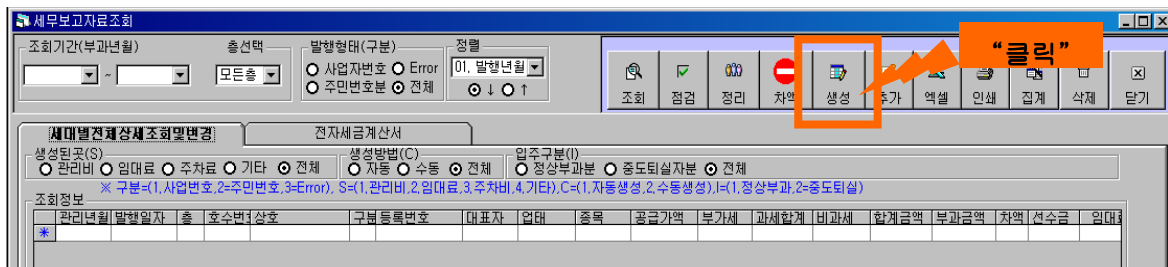 세무보고자료조회
조회기간(부과년월) 총선택 발행형태(구분) 정렬
~ 모든층 사업자번호 Error 01. 발행년월
주민번호분 전체 ↓ ↑
"클릭"
조회 점검 정리 차액 생성 추가 엑셀 인쇄 집계 삭제 닫기
세대별전체상세조회및변경 전자세금계산서
생성된곳(S) 생성방법(C) 입주구분(I)
관리비 임대료 주차료 기타 전체 자동 수동 전체 정상부과분 중도퇴실자분 전체
※ 구분=(1,사업번호,2=주민번호,3=Error), S=(1,관리비,2,임대료,3,주차비,4,기타),C=(1,자동생성,2,수동생성),I=(1,정상부과,2=중도퇴실)
조회정보
관리년월 발행일자 층 호수번 상호 구분 등록번호 대표자 업태 종목 공급가액 부가세 과세합계 비과세 합계금액 부과금액 차액 선수금 임대료
*